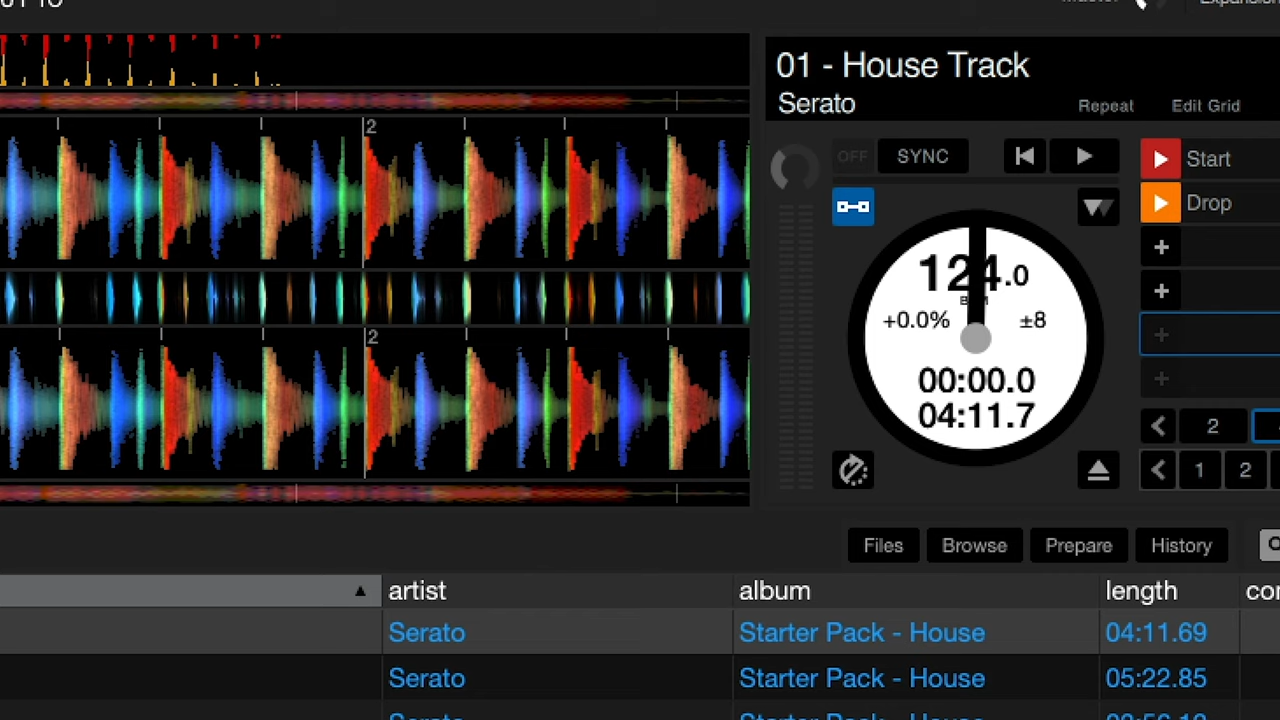 01 - House Track
Serato
Repeat Edit Grid
OFF SYNC
Start
Drop
2
2
124.0
+0.0% ±8
00:00.0
04:11.7
2
1 2
Files Browse Prepare History
artist album length
Serato Starter Pack - House 04:11.69
Serato Starter Pack - House 05:22.85